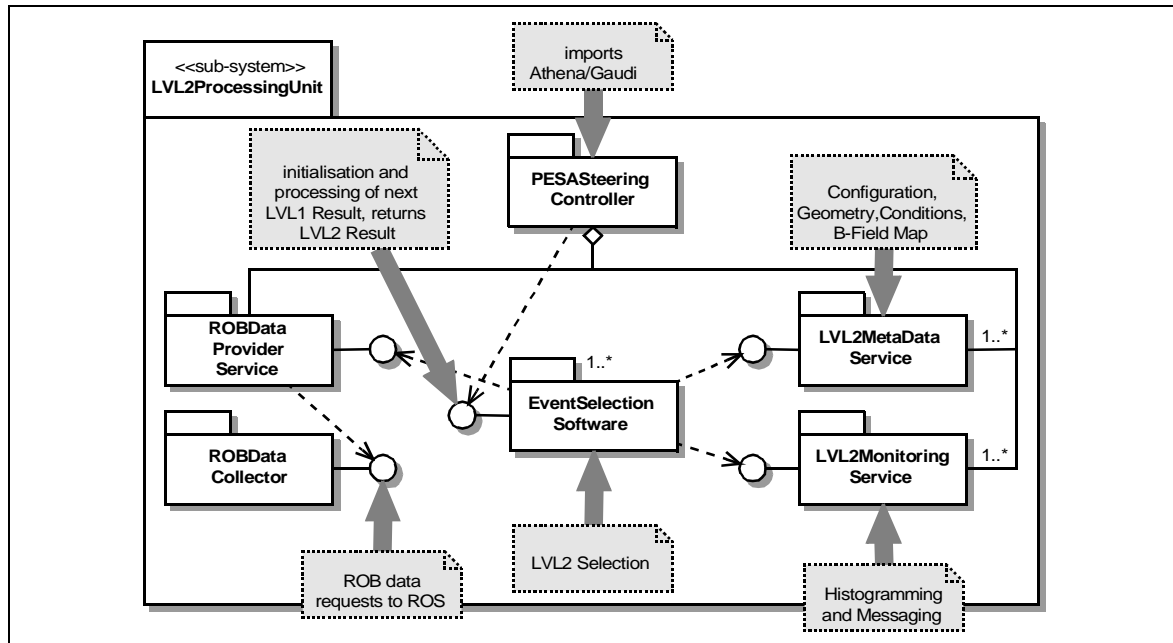 <<sub-system>>
LVL2ProcessingUnit
imports
Athena/Gaudi
initialisation and
processing of next
LVL1 Result, returns
LVL2 Result
PESASteering
Controller
Configuration,
Geometry,Conditions,
B-Field Map
ROBData
Provider
Service
1..*
EventSelection
Software
LVL2MetaData
Service
1..*
ROBData
Collector
LVL2Monitoring
Service
1..*
ROB data
requests to ROS
LVL2 Selection
Histogramming
and Messaging